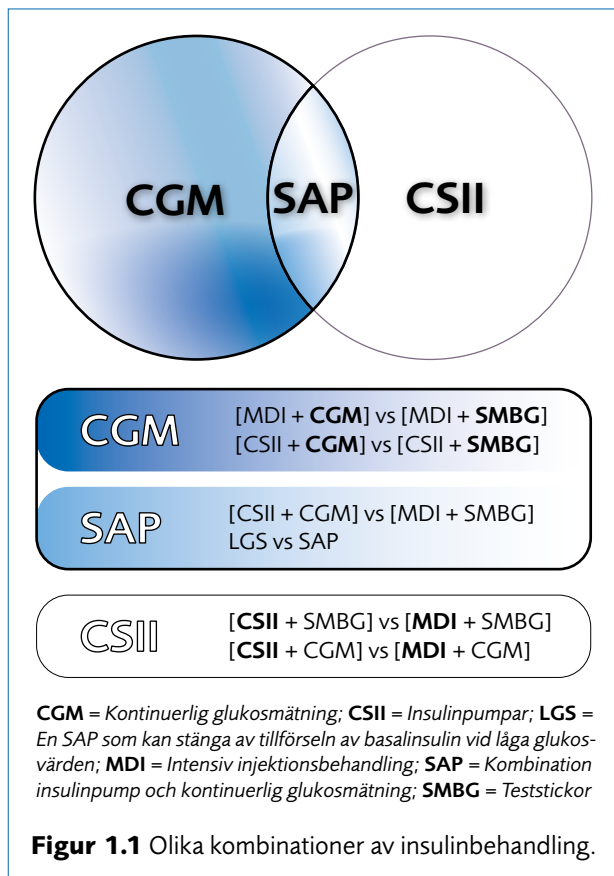 CGM SAP CSII
CGM
[MDI + CGM] vs [MDI + SMBG]
[CSII + CGM] vs [CSII + SMBG]
SAP
[CSII + CGM] vs [MDI + SMBG]
LGS vs SAP
CSII
[CSII + SMBG] vs [MDI + SMBG]
[CSII + CGM] vs [MDI + CGM]
CGM = Kontinuerlig glukosmätning; CSII = Insulinpumpar; LGS =
En SAP som kan stänga av tillförseln av basalinsulin vid låga glukos-
värden; MDI = Intensiv injektionsbehandling; SAP = Kombination
insulinpump och kontinuerlig glukosmätning; SMBG = Teststickor
Figur 1.1 Olika kombinationer av insulinbehandling.